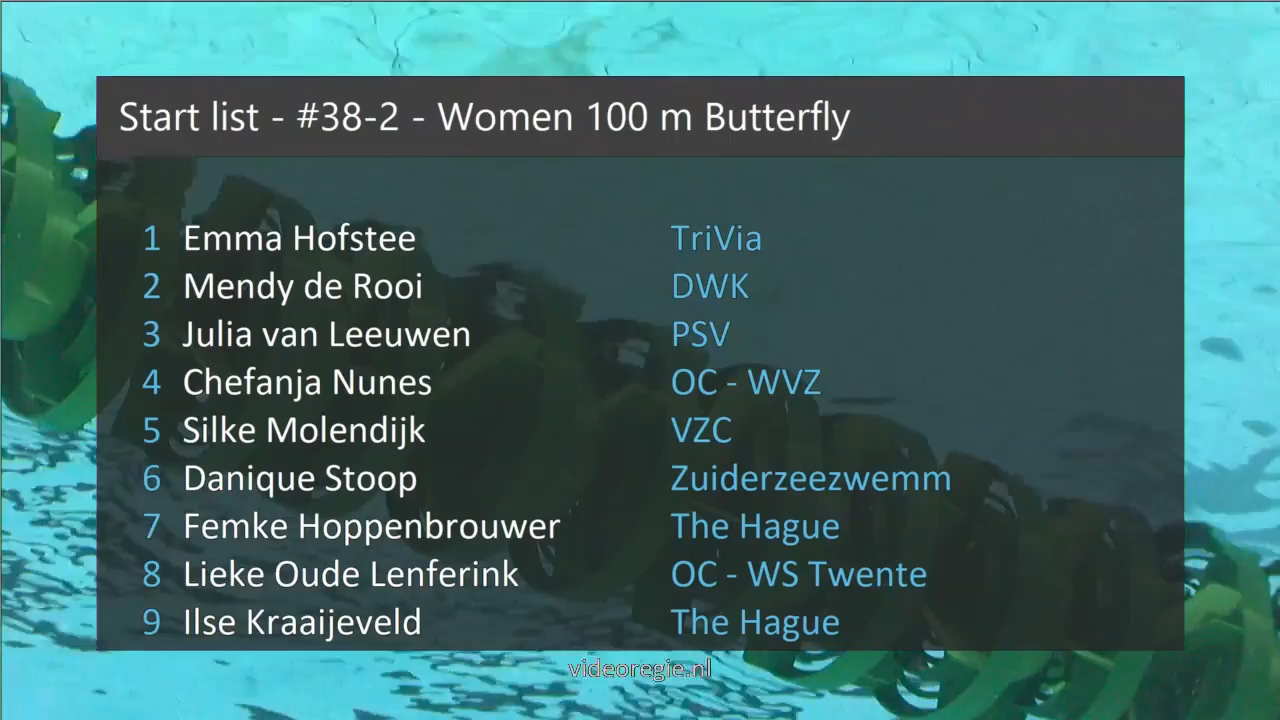 Start list - #38-2 - Women 100 m Butterfly
1 Emma Hofstee TriVia
2 Mendy de Rooi DWK
3 Julia van Leeuwen PSV
4 Chefanja Nunes OC - WVZ
5 Silke Molendijk VZC
6 Danique Stoop Zuiderzeezwemm
7 Femke Hoppenbrouwer The Hague
8 Lieke Oude Lenferink OC - WS Twente
9 Ilse Kraaijeveld The Hague
videoregie.nl